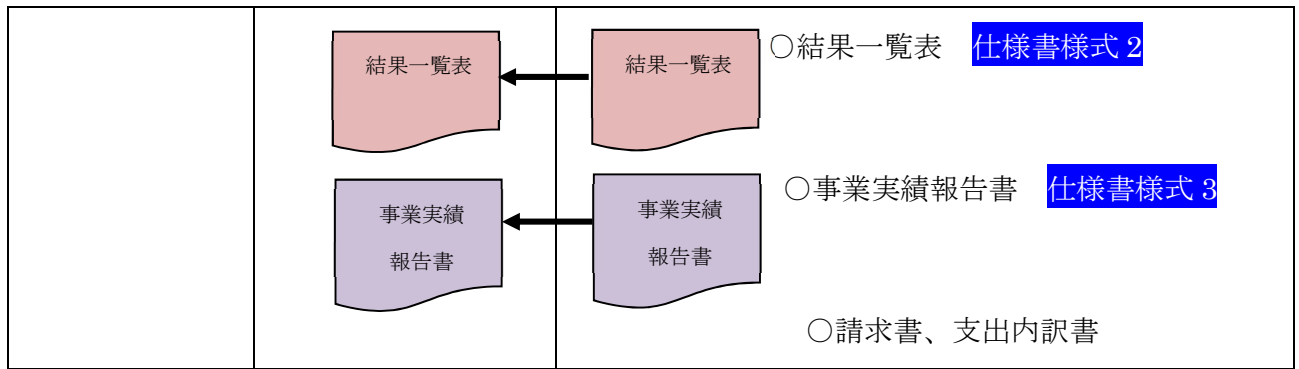 結果一覧表
結果一覧表
○結果一覧表　仕様書様式 2
事業実績
報告書
事業実績
報告書
○事業実績報告書　仕様書様式 3
○請求書、支出内訳書